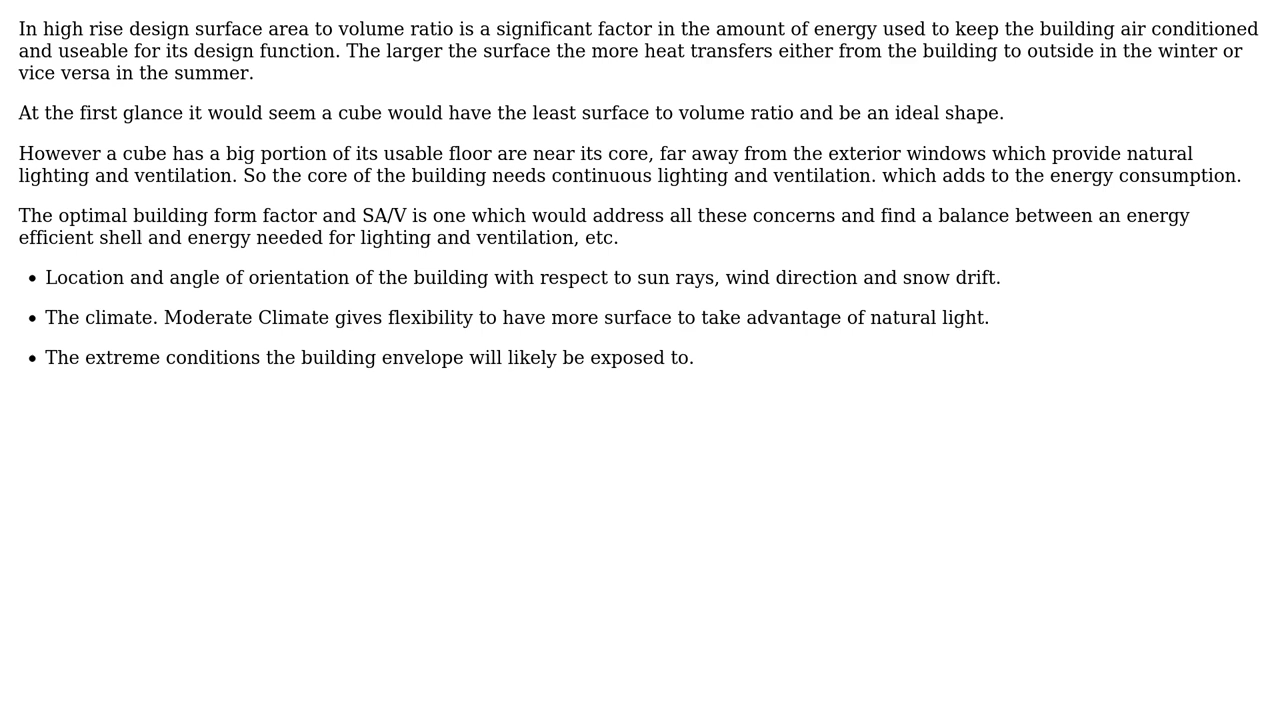 In high rise design surface area to volume ratio is a significant factor in the amount of energy used to keep the building air conditioned
and useable for its design function. The larger the surface the more heat transfers either from the building to outside in the winter or
vice versa in the summer.
At the first glance it would seem a cube would have the least surface to volume ratio and be an ideal shape.
However a cube has a big portion of its usable floor are near its core, far away from the exterior windows which provide natural
lighting and ventilation. So the core of the building needs continuous lighting and ventilation. which adds to the energy consumption.
The optimal building form factor and SA/V is one which would address all these concerns and find a balance between an energy
efficient shell and energy needed for lighting and ventilation, etc.
• Location and angle of orientation of the building with respect to sun rays, wind direction and snow drift.
• The climate. Moderate Climate gives flexibility to have more surface to take advantage of natural light.
• The extreme conditions the building envelope will likely be exposed to.